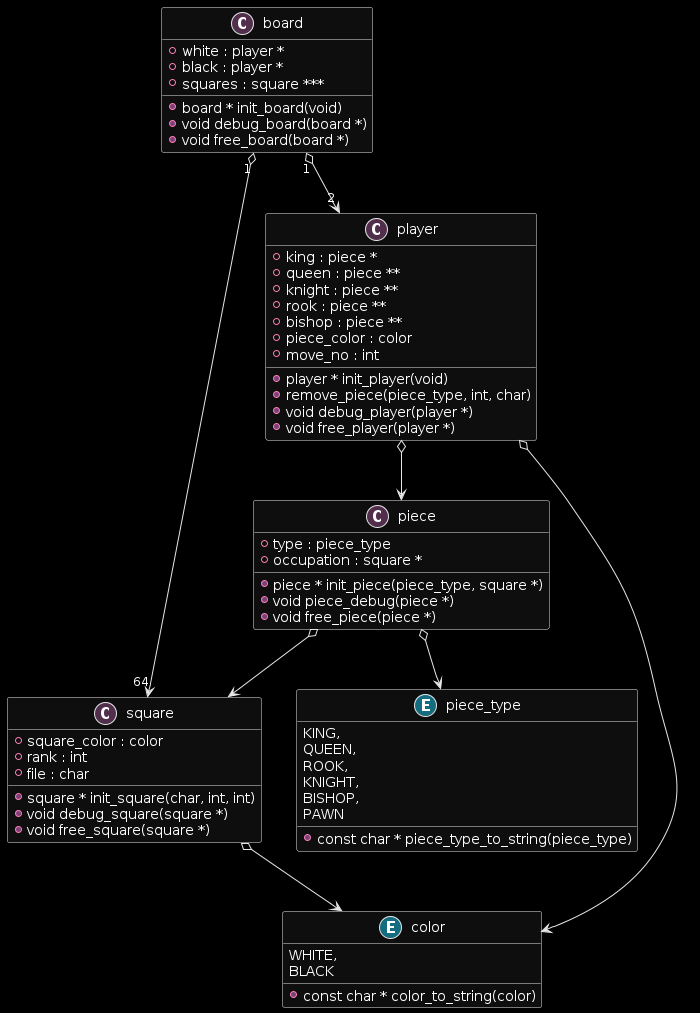 C board
white : player *
black : player *
squares : square ***
board * init_board(void)
void debug_board(board *)
void free_board(board *)
1
1
2
C player
king : piece *
queen : piece **
knight : piece **
rook : piece **
bishop : piece **
piece_color : color
move_no : int
player * init_player(void)
remove_piece(piece_type, int, char)
void debug_player(player *)
void free_player(player *)
C piece
type : piece_type
occupation : square *
piece * init_piece(piece_type, square *)
void piece_debug(piece *)
void free_piece(piece *)
64
C square
square_color : color
rank : int
file : char
square * init_square(char, int, int)
void debug_square(square *)
void free_square(square *)
E piece_type
KING,
QUEEN,
ROOK,
KNIGHT,
BISHOP,
PAWN
const char * piece_type_to_string(piece_type)
E color
WHITE,
BLACK
const char * color_to_string(color)